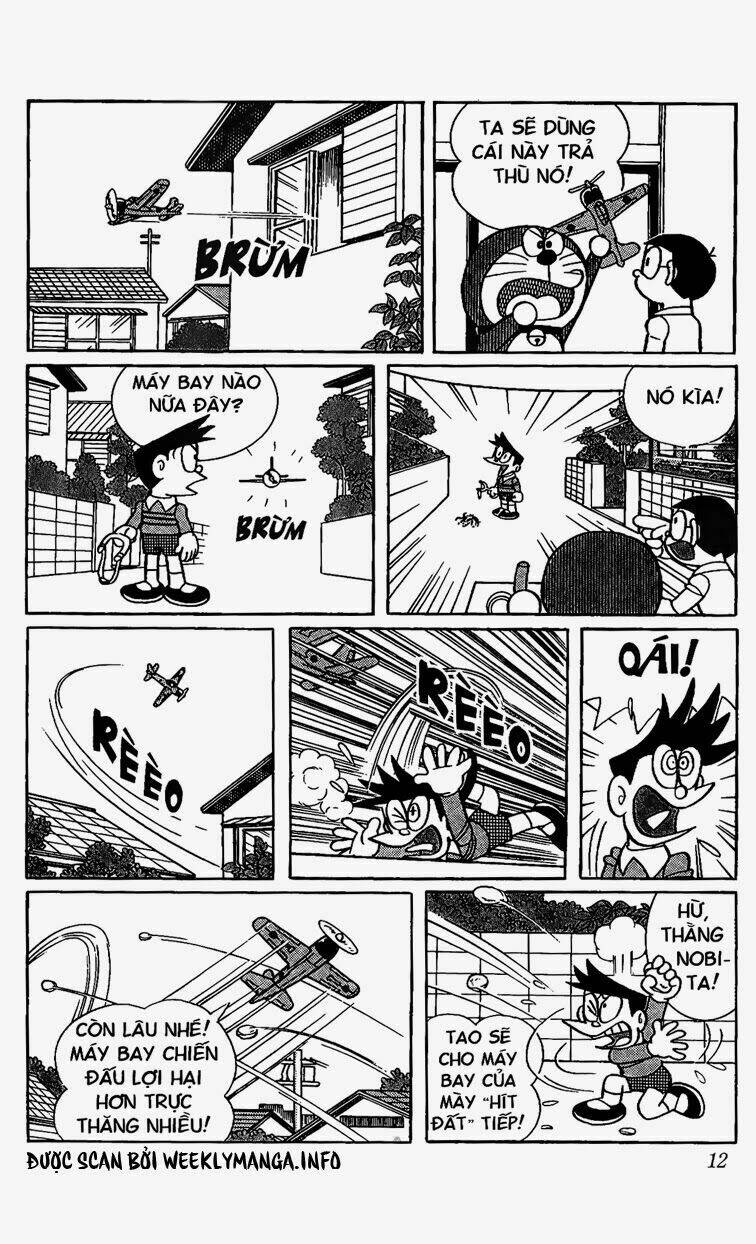 TA SẼ DÙNG
CÁI NÀY TRẢ
THÙ NÓ!
BRỪM
NÓ KÌA!
MÁY BAY NÀO
NỮA ĐÂY?
BRỪM
QÁI!
RÈÈO
RÈÈO
HỪ,
THẰNG
NOBI-
TA!
TAO SẼ
CHO MÁY
BAY CỦA
MÀY "HÍT
ĐẤT" TIẾP!
CÒN LÂU NHÉ!
MÁY BAY CHIẾN
ĐẤU LỢI HẠI
HƠN TRỰC
THĂNG NHIỀU!
ĐƯỢC SCAN BỞI WEEKLYMANGA.INFO
12